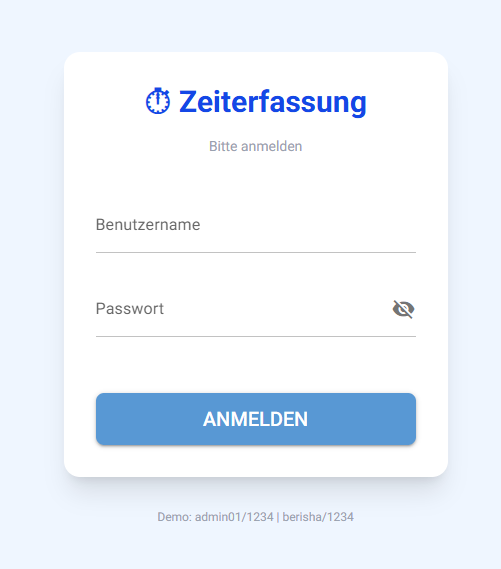 ⏱ Zeiterfassung
Bitte anmelden
Benutzername
Passwort
ANMELDEN
Demo: admin01/1234 | berisha/1234